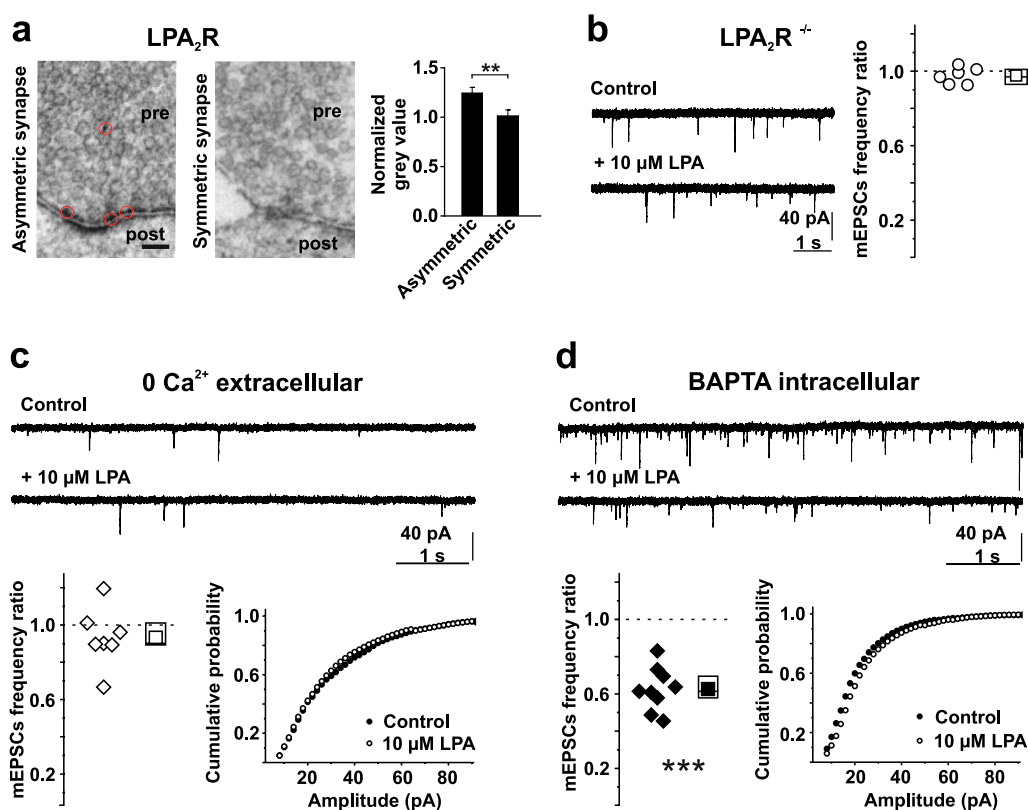 a
LPA₂R
Asymmetric synapse
pre
post
Symmetric synapse
pre
post
Normalized
grey value
1.5
1.0
0.5
0.0
**
Asymmetric
Symmetric
b
LPA₂R -/-
Control
+ 10 µM LPA
40 pA
1 s
mEPSCs frequency ratio
1.0
0.6
0.2
c
0 Ca²⁺ extracellular
Control
+ 10 µM LPA
40 pA
1 s
mEPSCs frequency ratio
1.0
0.6
0.2
Cumulative probability
1.0
0.6
0.2
Control
10 µM LPA
20 40 60 80
Amplitude (pA)
d
BAPTA intracellular
Control
+ 10 µM LPA
40 pA
1 s
mEPSCs frequency ratio
1.0
0.6
0.2
***
Cumulative probability
1.0
0.6
0.2
Control
10 µM LPA
20 40 60 80
Amplitude (pA)